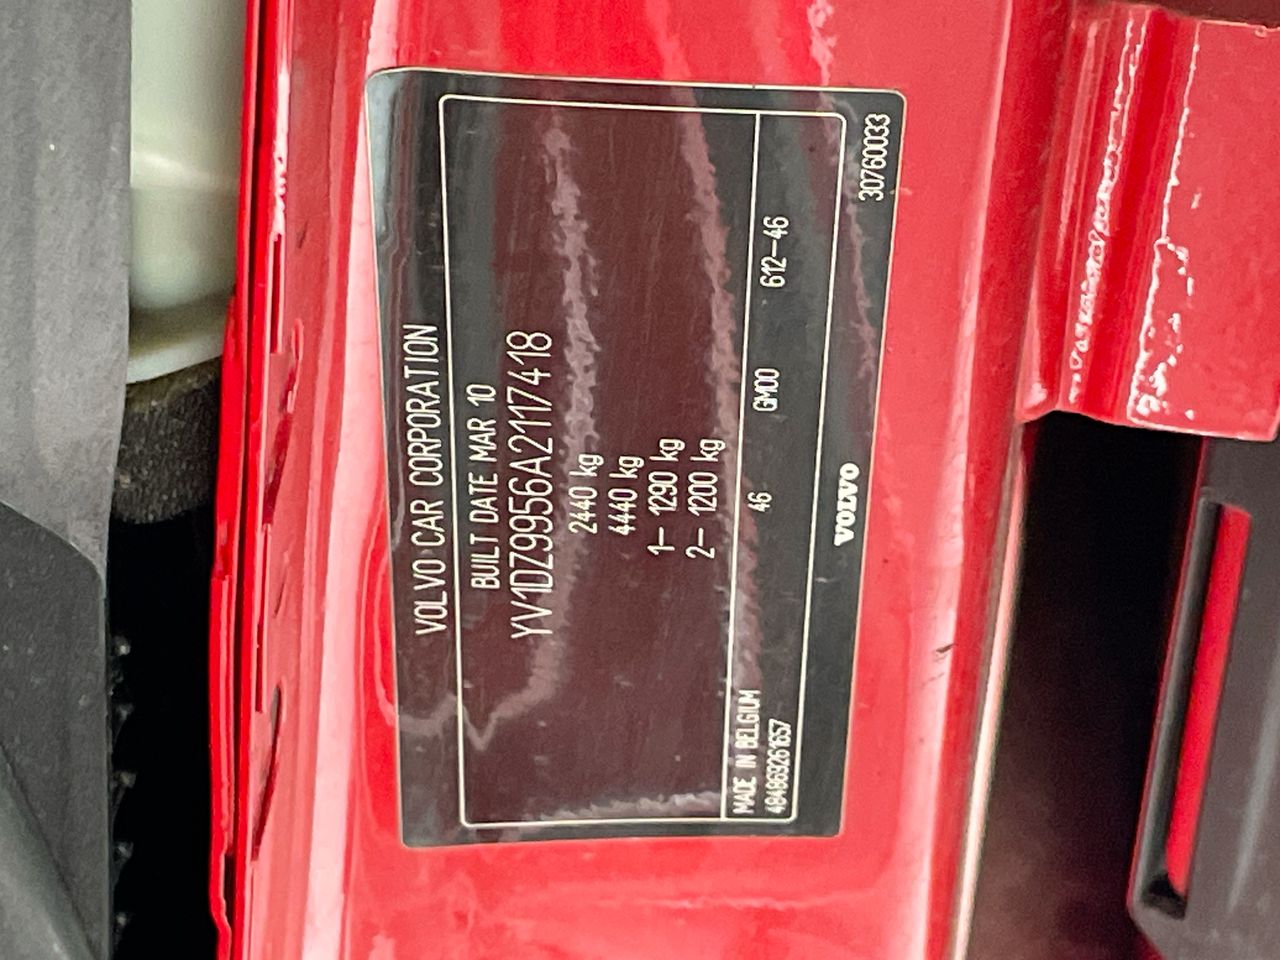 VOLVO CAR CORPORATION
BUILT DATE MAR 10
YV1DZ9956A2117418
2440 kg
4440 kg
1- 1290 kg
2- 1200 kg
MADE IN BELGIUM 46 GM00 612-46
484869261657
VOLVO
30760033